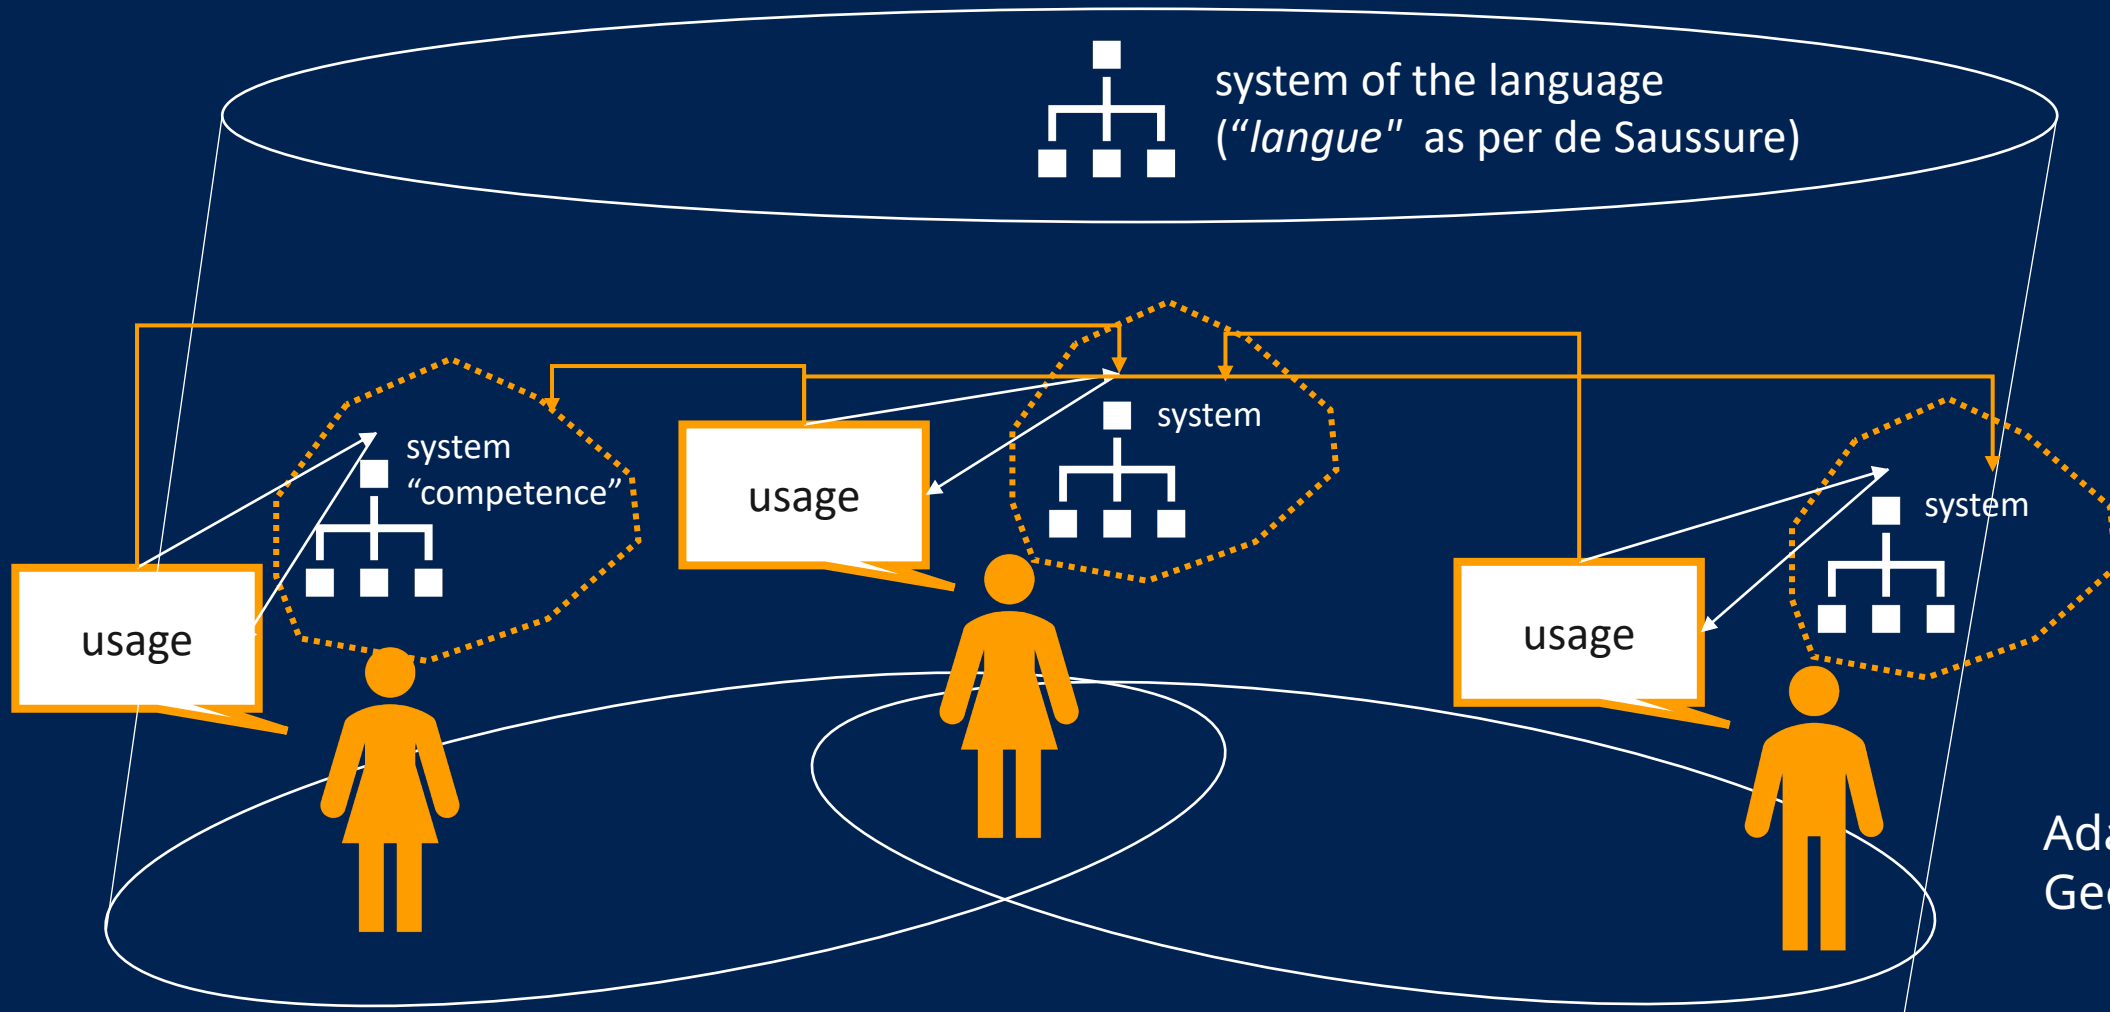 system of the language
(“langue” as per de Saussure)
system
“competence”
usage
system
usage
system
usage